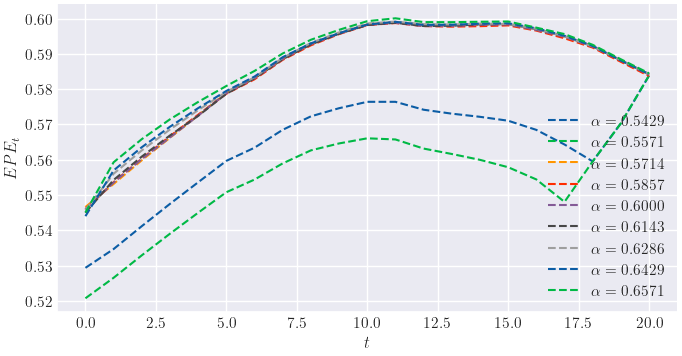 0.60
0.59
0.58
0.57
0.56
0.55
0.54
0.53
0.52
EPE_t
0.0 2.5 5.0 7.5 10.0 12.5 15.0 17.5 20.0
t
α = 0.5429
α = 0.5571
α = 0.5714
α = 0.5857
α = 0.6000
α = 0.6143
α = 0.6286
α = 0.6429
α = 0.6571